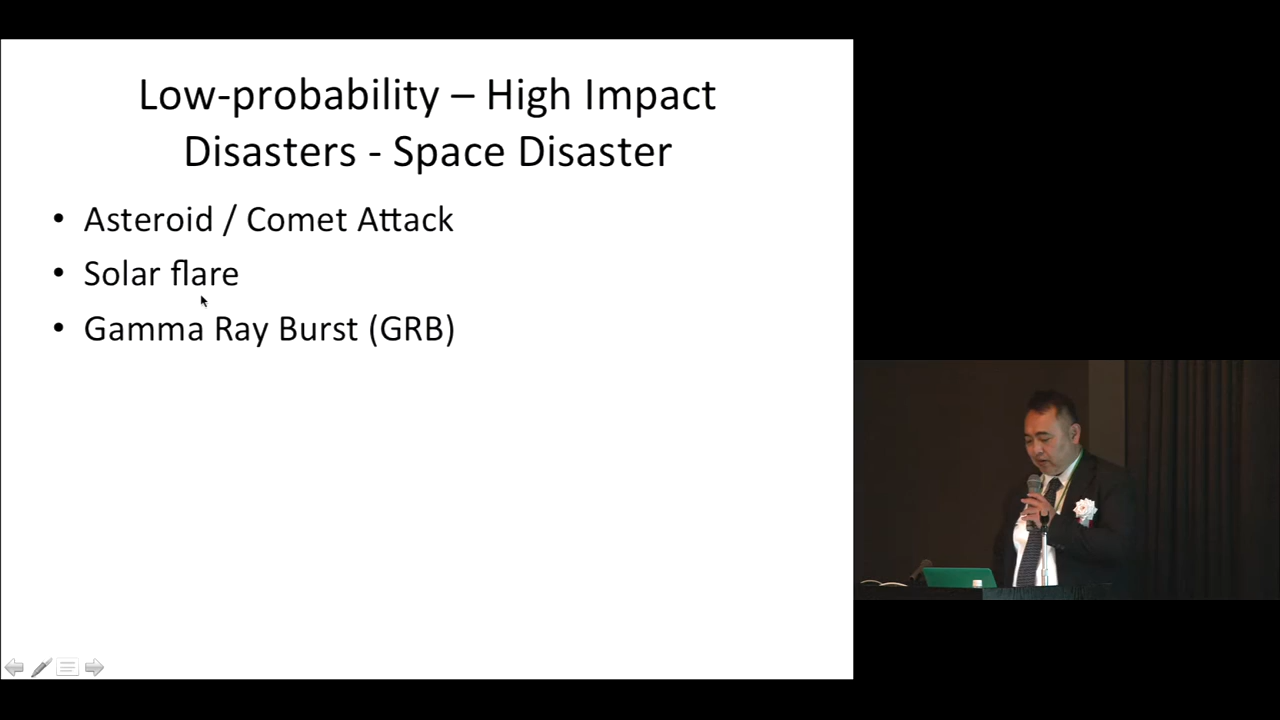 Low-probability – High Impact
Disasters - Space Disaster
• Asteroid / Comet Attack
• Solar flare
• Gamma Ray Burst (GRB)